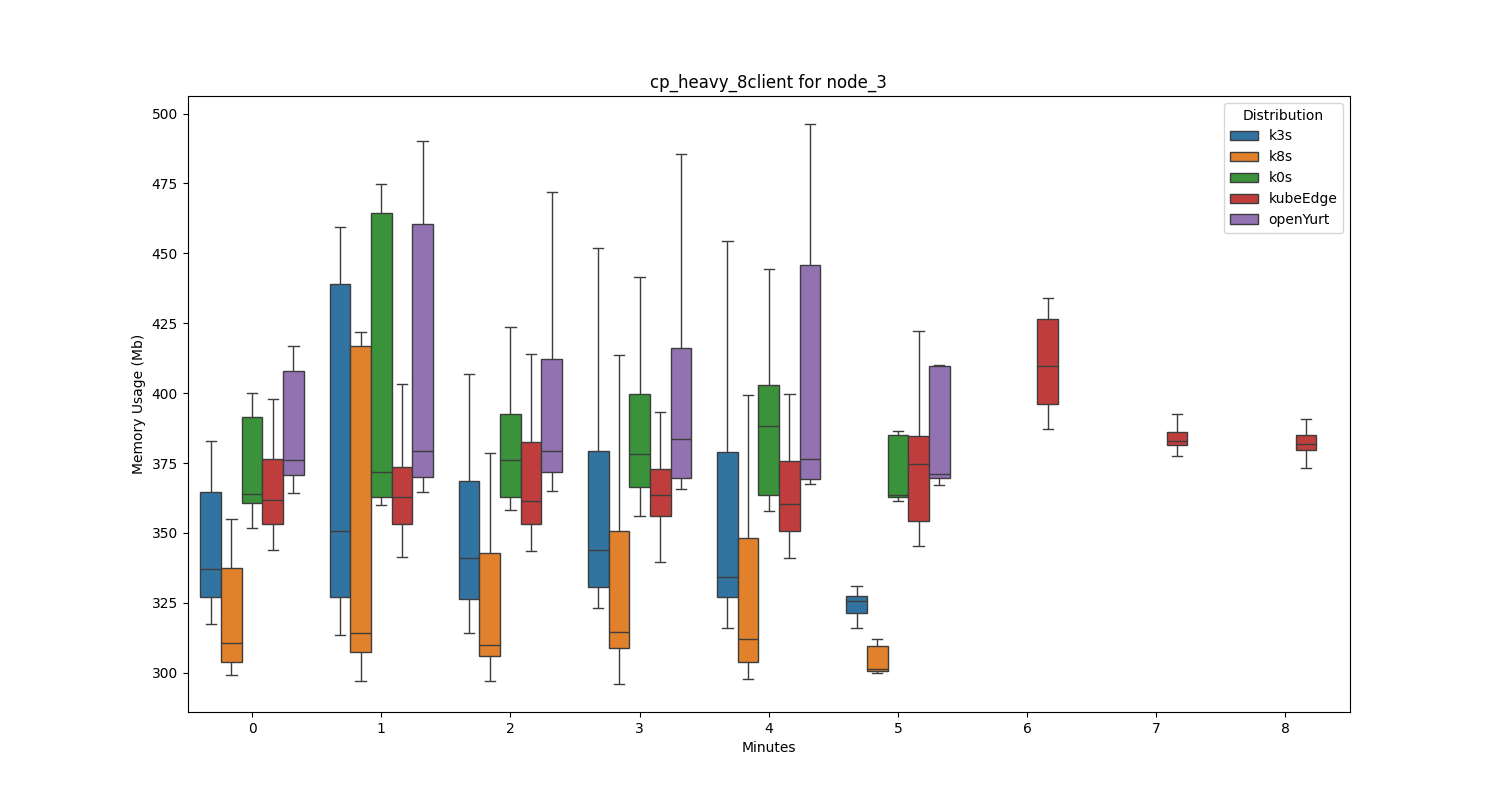 cp_heavy_8client for node_3
Memory Usage (Mb)
500
475
450
425
400
375
350
325
300
0 1 2 3 4 5 6 7 8
Minutes
Distribution
k3s
k8s
k0s
kubeEdge
openYurt